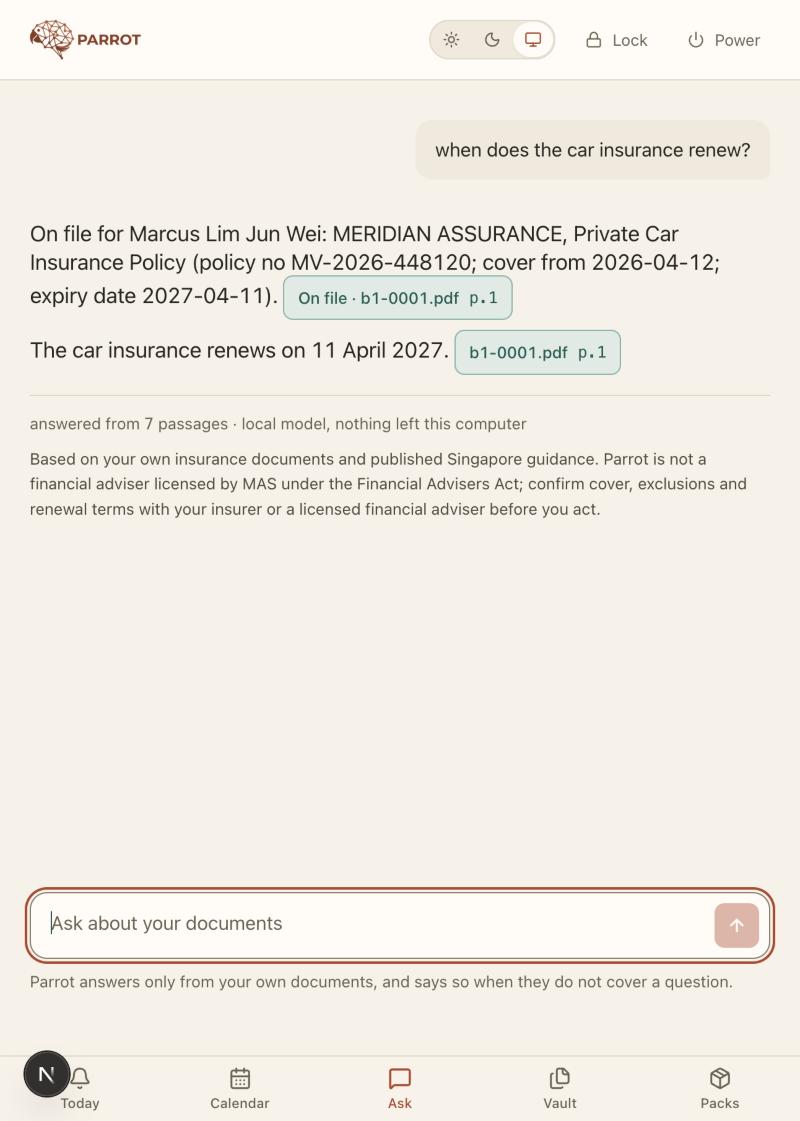 PARROT
Lock
Power
when does the car insurance renew?
On file for Marcus Lim Jun Wei: MERIDIAN ASSURANCE, Private Car
Insurance Policy (policy no MV-2026-448120; cover from 2026-04-12;
expiry date 2027-04-11). On file · b1-0001.pdf p.1
The car insurance renews on 11 April 2027. b1-0001.pdf p.1
answered from 7 passages · local model, nothing left this computer
Based on your own insurance documents and published Singapore guidance. Parrot is not a
financial adviser licensed by MAS under the Financial Advisers Act; confirm cover, exclusions and
renewal terms with your insurer or a licensed financial adviser before you act.
Ask about your documents
Parrot answers only from your own documents, and says so when they do not cover a question.
N
Today
Calendar
Ask
Vault
Packs